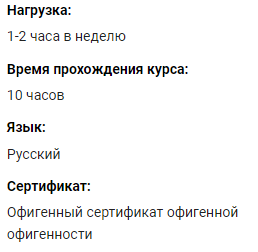 Нагрузка:
1-2 часа в неделю
Время прохождения курса:
10 часов
Язык:
Русский
Сертификат:
Офигенный сертификат офигенной
офигенности